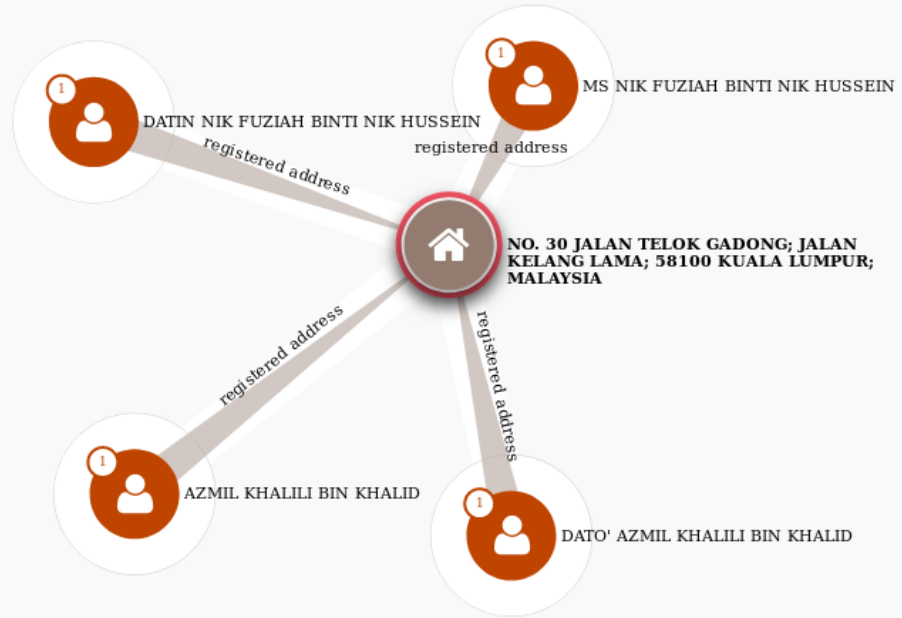 1
MS NIK FUZIAH BINTI NIK HUSSEIN
1
DATIN NIK FUZIAH BINTI NIK HUSSEIN
registered address
registered address
NO. 30 JALAN TELOK GADONG; JALAN
KELANG LAMA; 58100 KUALA LUMPUR;
MALAYSIA
registered address
registered address
1
AZMIL KHALILI BIN KHALID
1
DATO' AZMIL KHALILI BIN KHALID